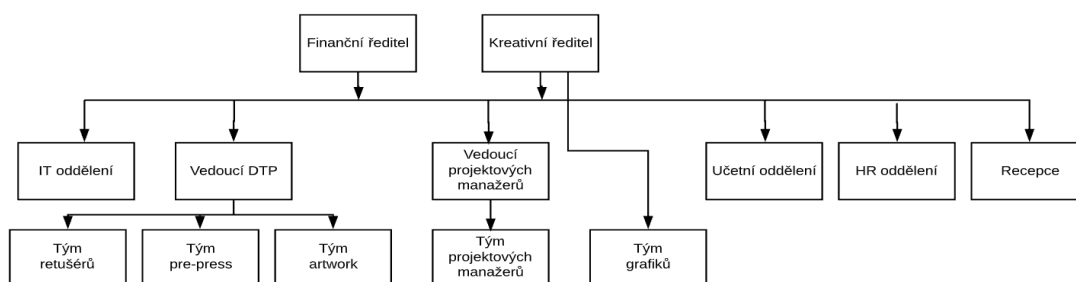 Finanční ředitel
Kreativní ředitel
IT oddělení
Vedoucí DTP
Vedoucí
projektových
manažerů
Učetní oddělení
HR oddělení
Recepce
Tým
retušérů
Tým
pre-press
Tým
artwork
Tým
projektových
manažerů
Tým
grafiků